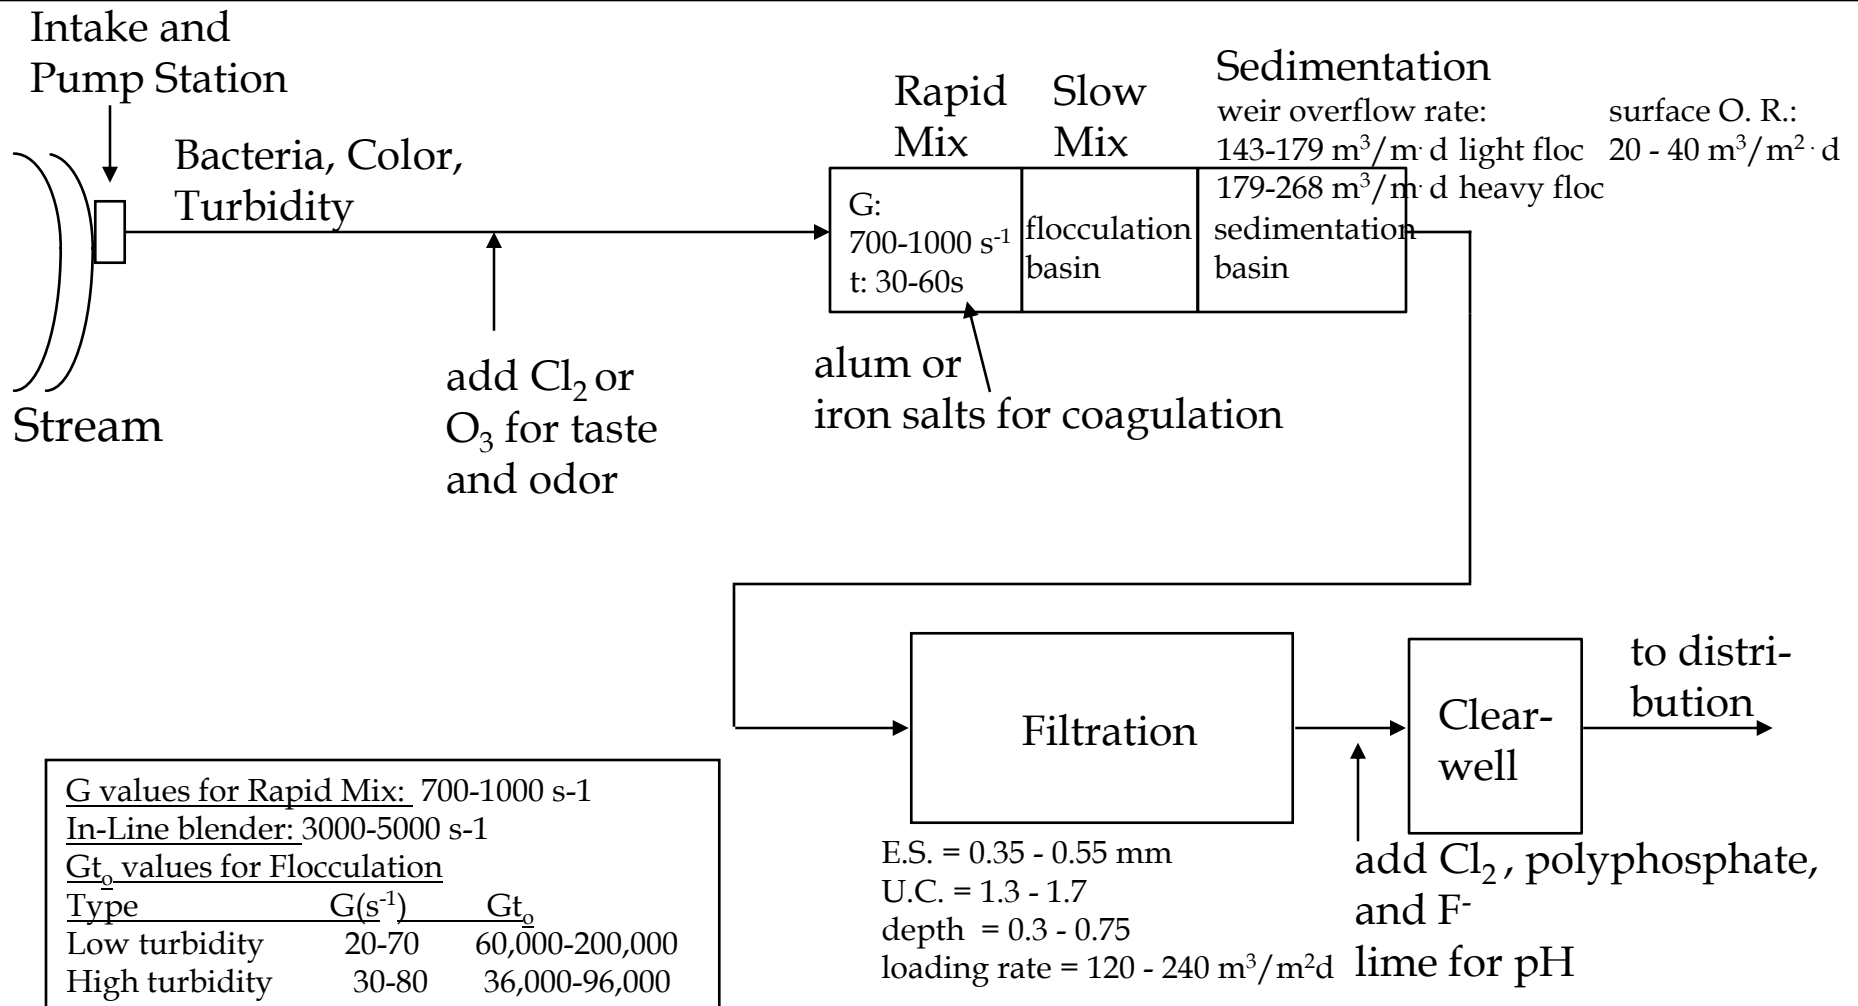 Intake and
Pump Station
Bacteria, Color,
Turbidity
Stream
add Cl₂ or
O₃ for taste
and odor
Rapid
Mix
Slow
Mix
Sedimentation
weir overflow rate:
143-179 m³/m·d light floc
179-268 m³/m·d heavy floc
surface O. R.:
20 - 40 m³/m²·d
G:
700-1000 s⁻¹
t: 30-60s
flocculation
basin
sedimentation
basin
alum or
iron salts for coagulation
Filtration
E.S. = 0.35 - 0.55 mm
U.C. = 1.3 - 1.7
depth = 0.3 - 0.75
loading rate = 120 - 240 m³/m²d
Clear-
well
to distri-
bution
add Cl₂, polyphosphate,
and F⁻
lime for pH
G values for Rapid Mix: 700-1000 s-1
In-Line blender: 3000-5000 s-1
Gtₒ values for Flocculation
Type G(s⁻¹) Gtₒ
Low turbidity 20-70 60,000-200,000
High turbidity 30-80 36,000-96,000